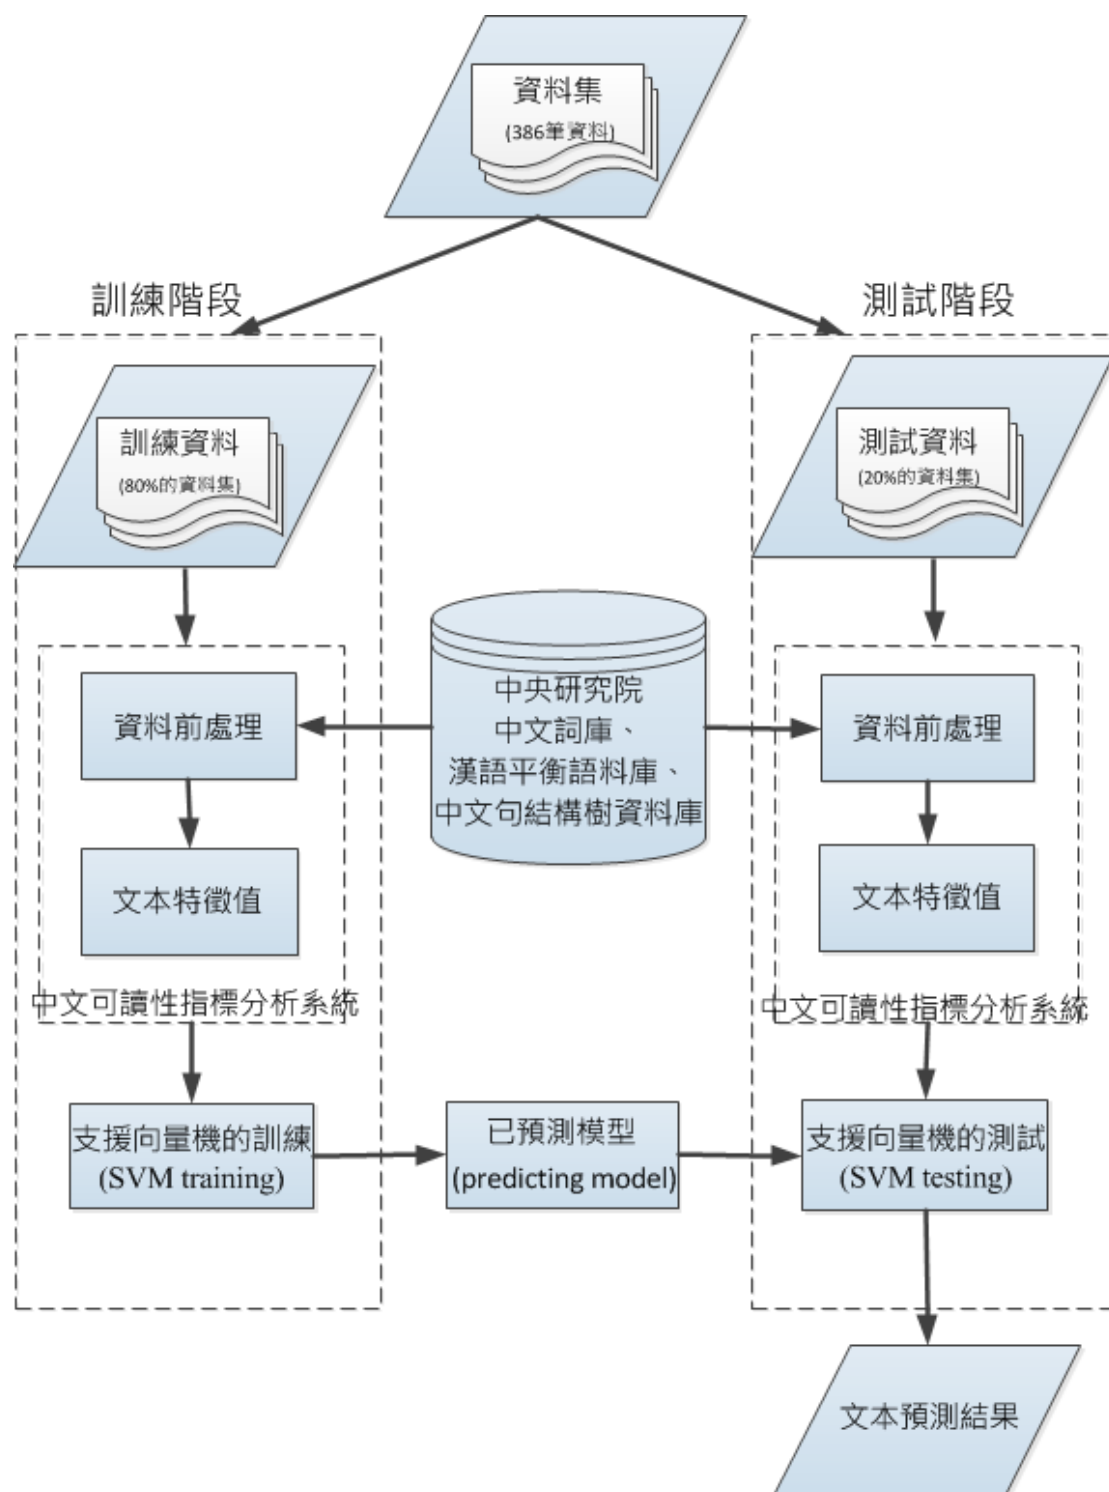 資料集
(386筆資料)
訓練階段
測試階段
訓練資料
(80%的資料集)
測試資料
(20%的資料集)
中央研究院
中文詞庫、
漢語平衡語料庫、
中文句結構樹資料庫
資料前處理
資料前處理
文本特徵值
文本特徵值
中文可讀性指標分析系統
中文可讀性指標分析系統
支援向量機的訓練
(SVM training)
已預測模型
(predicting model)
支援向量機的測試
(SVM testing)
文本預測結果